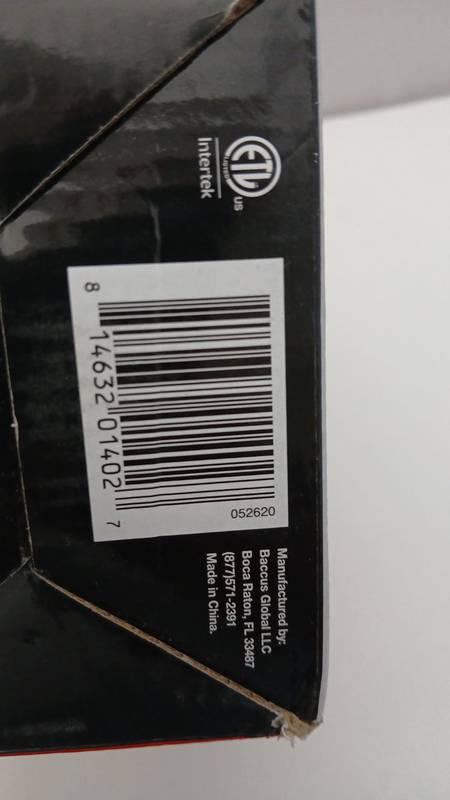 ETL
US
Intertek
8 14632 01402 7
052620
Manufactured by:
Baccus Global LLC
Boca Raton, FL 33487
(877)571-2391
Made in China.